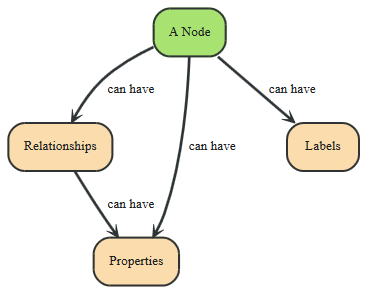 A Node
can have
can have
can have
Relationships
Labels
can have
Properties